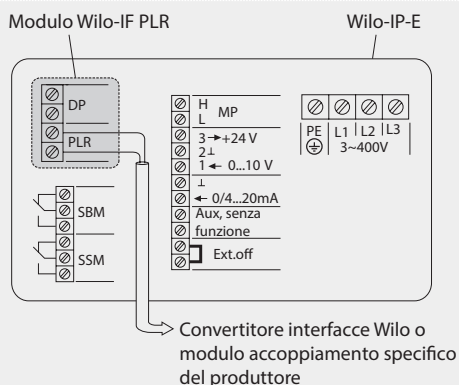 Modulo Wilo-IF PLR
Wilo-IP-E
DP
PLR
SBM
SSM
H
L
MP
3 → +24 V
2 ⊥
1 ← 0...10 V
⊥
← 0/4...20mA
Aux, senza
funzione
Ext.off
PE L1 L2 L3
3~400V
Convertitore interfacce Wilo o
modulo accoppiamento specifico
del produttore